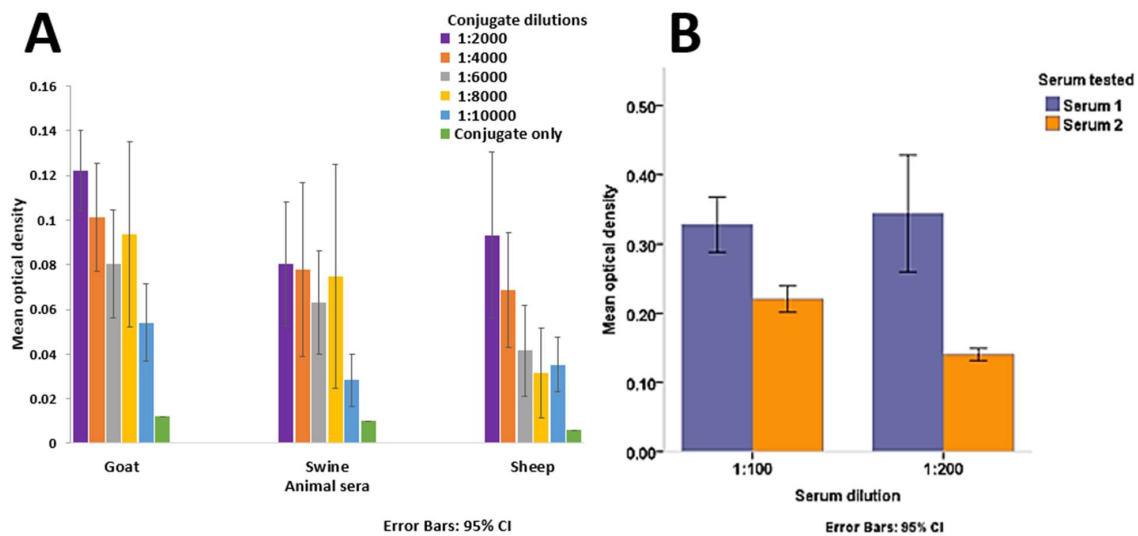 A
Conjugate dilutions
1:2000
1:4000
1:6000
1:8000
1:10000
Conjugate only
Mean optical density
0.16
0.14
0.12
0.1
0.08
0.06
0.04
0.02
0
Goat
Swine
Sheep
Animal sera
Error Bars: 95% CI
B
Serum tested
Serum 1
Serum 2
Mean optical density
0.50
0.40
0.30
0.20
0.10
0.00
1:100
1:200
Serum dilution
Error Bars: 95% CI